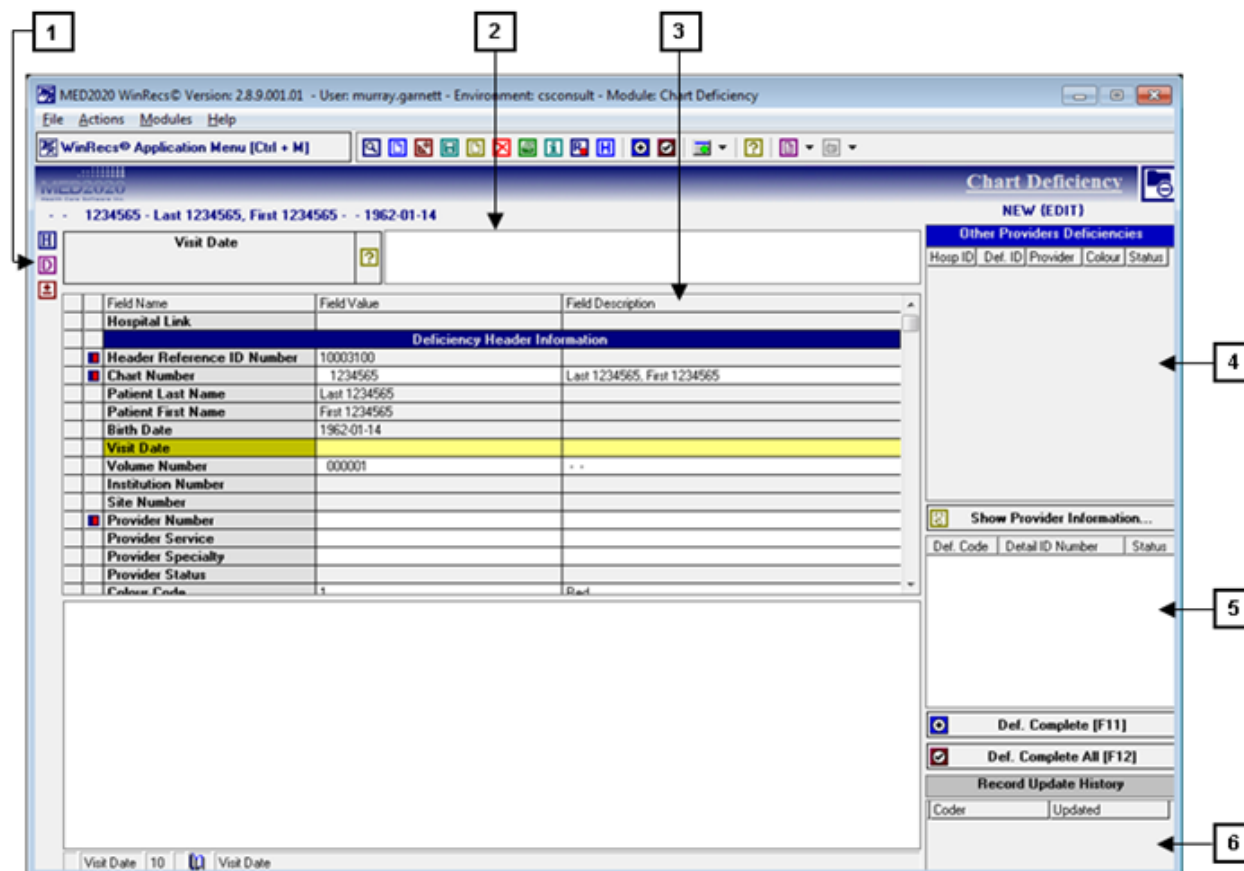 1
2
3
MED2020 WinRecs© Version: 2.8.9.001.01 - User: murray.garnett - Environment: csconsult - Module: Chart Deficiency
File Actions Modules Help
WinRecs© Application Menu [Ctrl + M]
MED2020
Chart Deficiency
- - 1234565 - Last 1234565, First 1234565 - - 1962-01-14
NEW (EDIT)
Visit Date
Other Providers Deficiencies
Hosp ID Def. ID Provider Colour Status
Field Name Field Value Field Description
Hospital Link
Deficiency Header Information
Header Reference ID Number 10003100
Chart Number 1234565 Last 1234565, First 1234565
4
Patient Last Name Last 1234565
Patient First Name First 1234565
Birth Date 1962-01-14
Visit Date
Volume Number 000001 - -
Institution Number
Site Number
Provider Number
Show Provider Information...
Provider Service
Provider Specialty
Def. Code Detail ID Number Status
Provider Status
Colour Code 1 Red
5
Def. Complete [F11]
Def. Complete All [F12]
Record Update History
Coder Updated
6
Visit Date 10 Visit Date